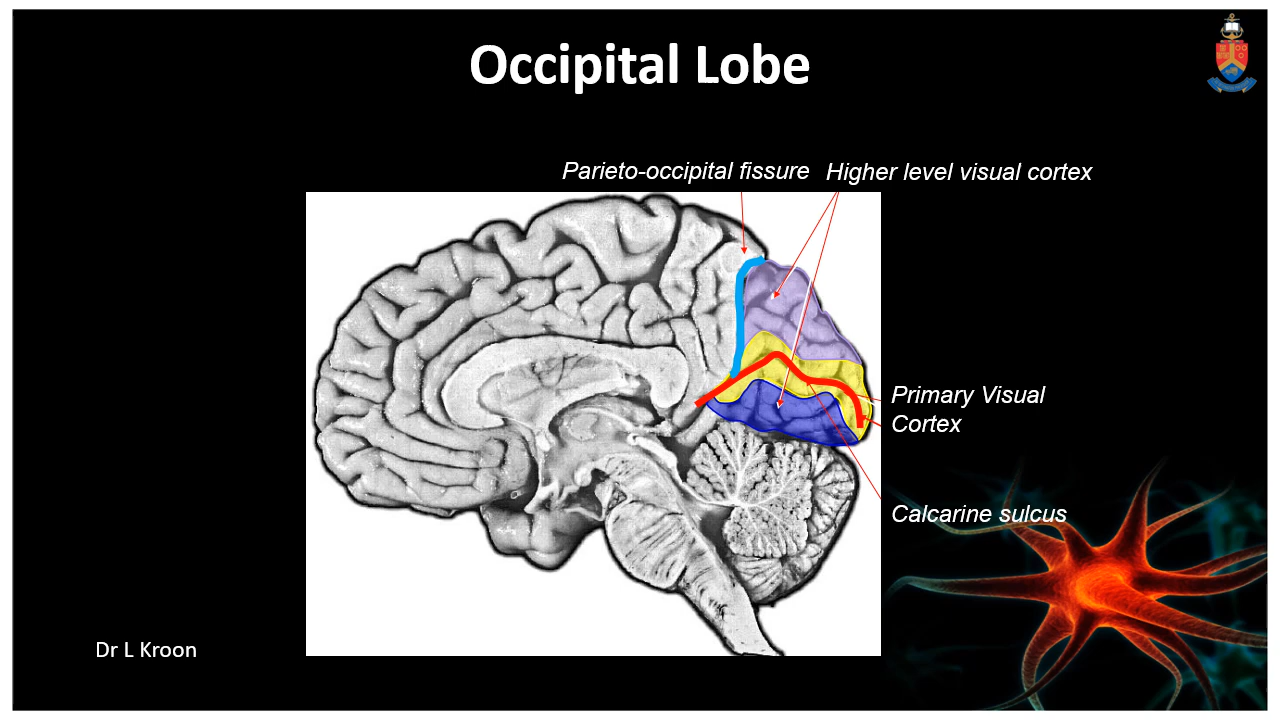 Occipital Lobe
Parieto-occipital fissure
Higher level visual cortex
Primary Visual
Cortex
Calcarine sulcus
Dr L Kroon